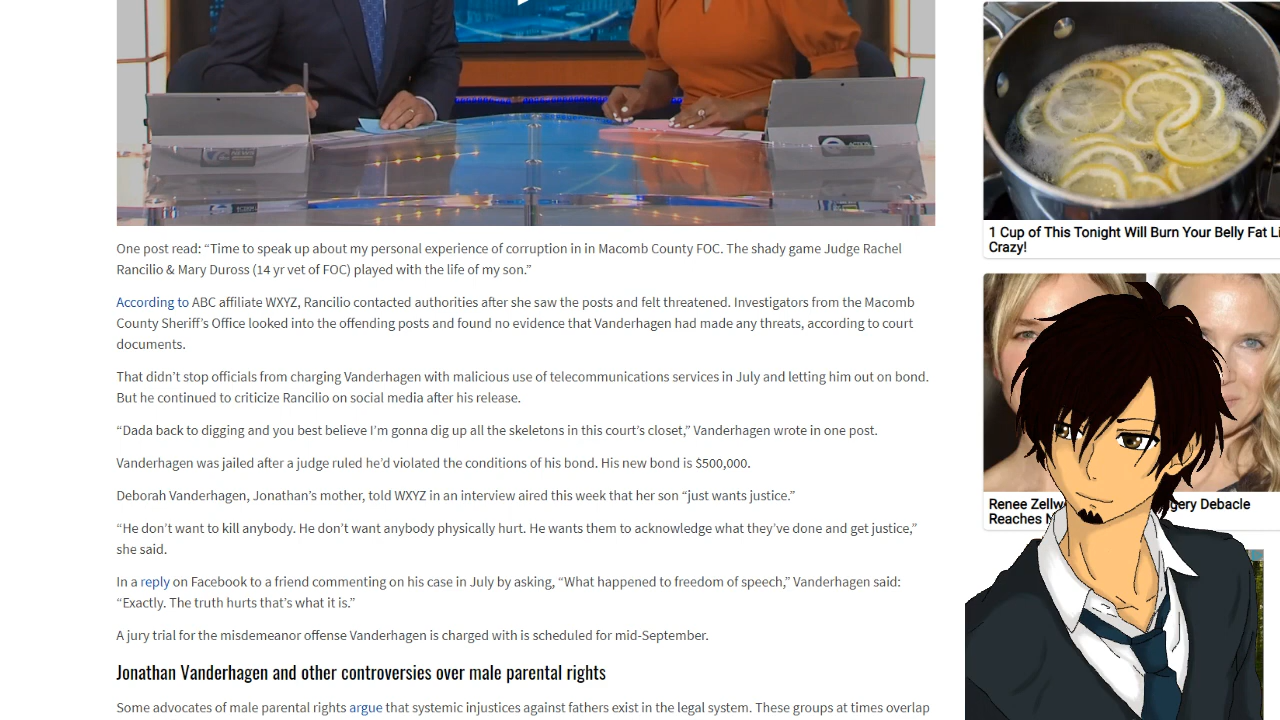 One post read: “Time to speak up about my personal experience of corruption in in Macomb County FOC. The shady game Judge Rachel
Rancilio & Mary Duross (14 yr vet of FOC) played with the life of my son.”
According to ABC affiliate WXYZ, Rancilio contacted authorities after she saw the posts and felt threatened. Investigators from the Macomb
County Sheriff’s Office looked into the offending posts and found no evidence that Vanderhagen had made any threats, according to court
documents.
That didn’t stop officials from charging Vanderhagen with malicious use of telecommunications services in July and letting him out on bond.
But he continued to criticize Rancilio on social media after his release.
“Dada back to digging and you best believe I’m gonna dig up all the skeletons in this court’s closet,” Vanderhagen wrote in one post.
Vanderhagen was jailed after a judge ruled he’d violated the conditions of his bond. His new bond is $500,000.
Deborah Vanderhagen, Jonathan’s mother, told WXYZ in an interview aired this week that her son “just wants justice.”
“He don’t want to kill anybody. He don’t want anybody physically hurt. He wants them to acknowledge what they’ve done and get justice,”
she said.
In a reply on Facebook to a friend commenting on his case in July by asking, “What happened to freedom of speech,” Vanderhagen said:
“Exactly. The truth hurts that’s what it is.”
A jury trial for the misdemeanor offense Vanderhagen is charged with is scheduled for mid-September.
Jonathan Vanderhagen and other controversies over male parental rights
Some advocates of male parental rights argue that systemic injustices against fathers exist in the legal system. These groups at times overlap
1 Cup of This Tonight Will Burn Your Belly Fat Li
Crazy!
Renee Zellw gery Debacle
Reaches N